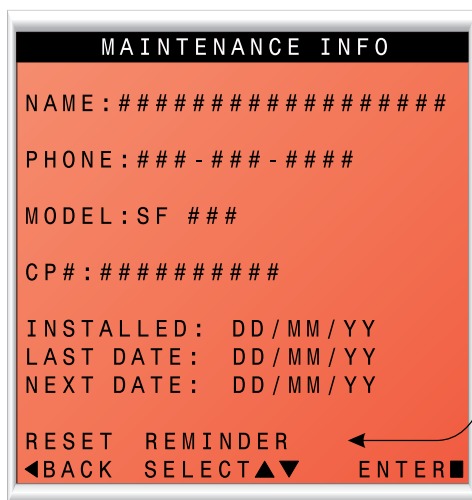 MAINTENANCE INFO
NAME:##################
PHONE:###-###-####
MODEL:SF ###
CP#:##########
INSTALLED: DD/MM/YY
LAST DATE: DD/MM/YY
NEXT DATE: DD/MM/YY
RESET REMINDER
◀BACK SELECT▲▼ ENTER■